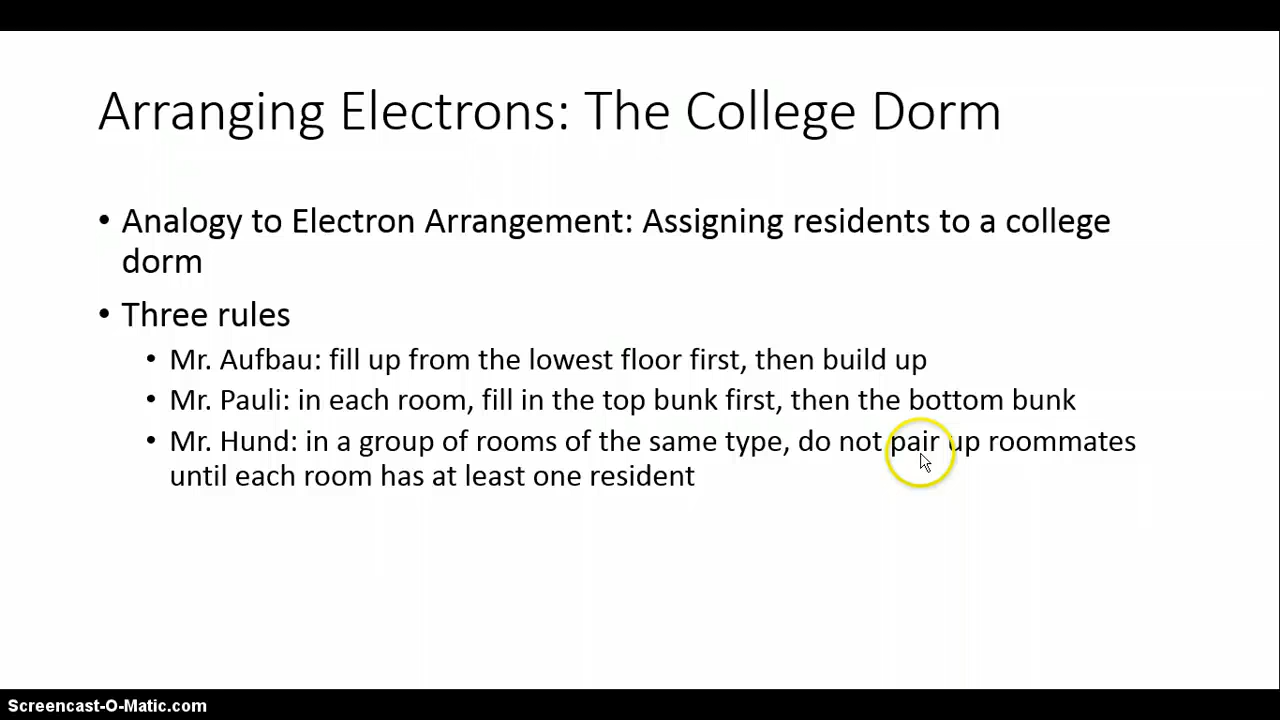 Arranging Electrons: The College Dorm
• Analogy to Electron Arrangement: Assigning residents to a college
dorm
• Three rules
• Mr. Aufbau: fill up from the lowest floor first, then build up
• Mr. Pauli: in each room, fill in the top bunk first, then the bottom bunk
• Mr. Hund: in a group of rooms of the same type, do not pair up roommates
until each room has at least one resident
Screencast-O-Matic.com